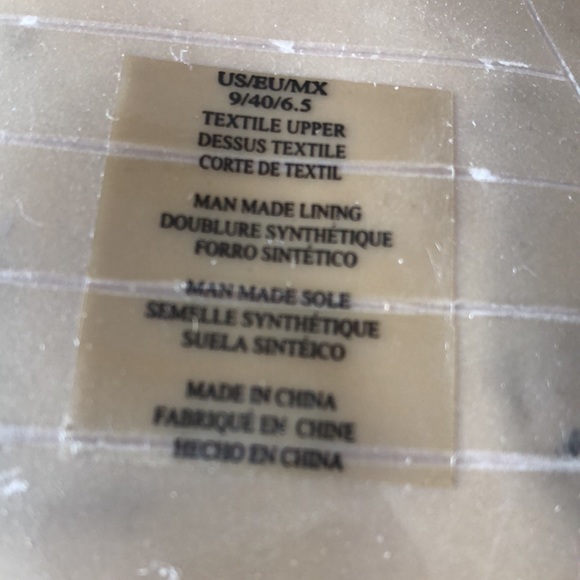 US/EU/MX
9/40/6.5
TEXTILE UPPER
DESSUS TEXTILE
CORTE DE TEXTIL
MAN MADE LINING
DOUBLURE SYNTHÉTIQUE
FORRO SINTÉTICO
MAN MADE SOLE
SEMELLE SYNTHÉTIQUE
SUELA SINTÉICO
MADE IN CHINA
FABRIQUÉ EN CHINE
HECHO EN CHINA